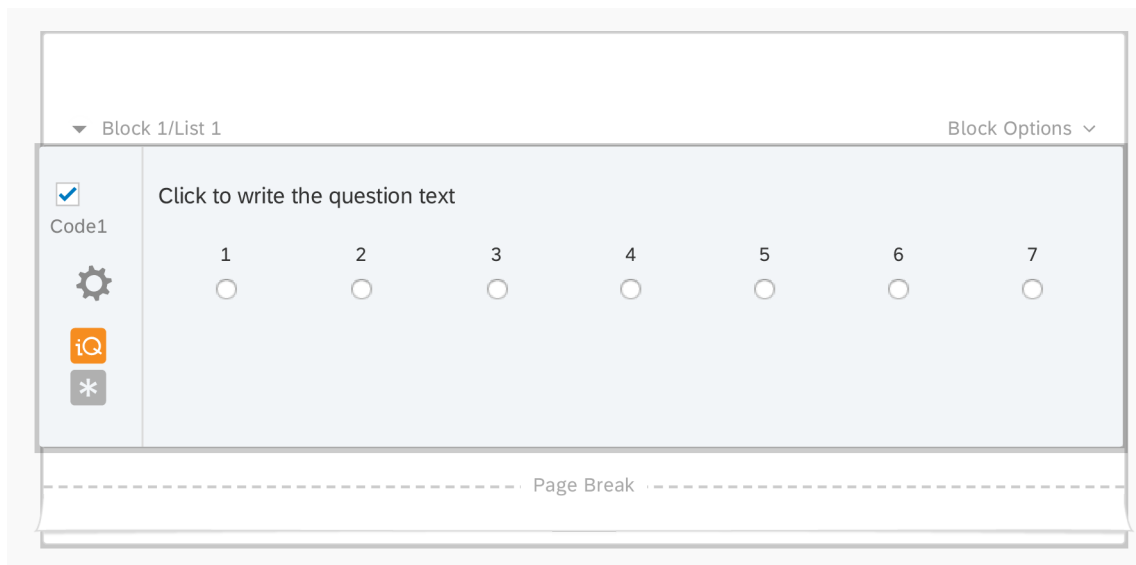 Block 1/List 1 Block Options
Click to write the question text
Code1
1 2 3 4 5 6 7
iQ
*
Page Break